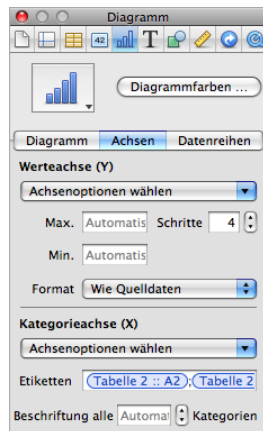 Diagramm
42
T
Diagrammfarben ...
Diagramm Achsen Datenreihen
Werteachse (Y)
Achsenoptionen wählen
Max. Automatis Schritte 4
Min. Automatis
Format Wie Quelldaten
Kategorieachse (X)
Achsenoptionen wählen
Etiketten Tabelle 2 :: A2 ; Tabelle 2
Beschriftung alle Automat Kategorien